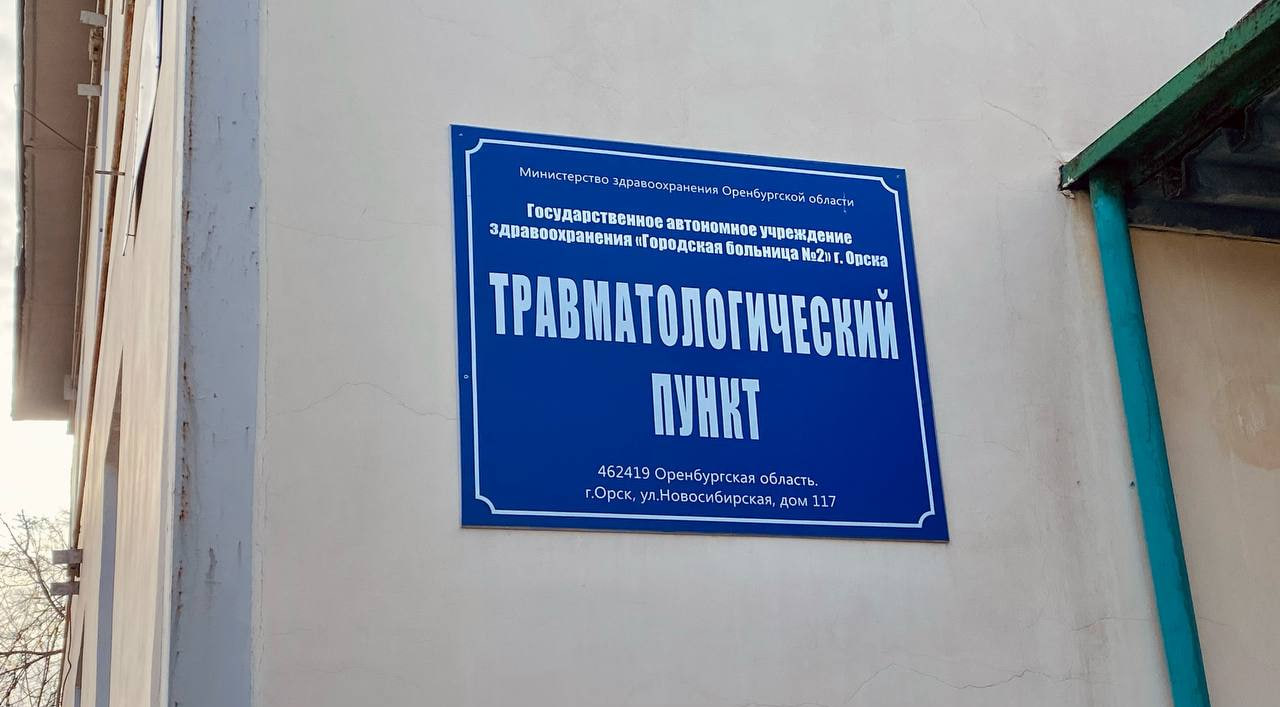 Министерство здравоохранения Оренбургской области
Государственное автономное учреждение
здравоохранения «Городская больница №2» г. Орска
ТРАВМАТОЛОГИЧЕСКИЙ
ПУНКТ
462419 Оренбургская область.
г.Орск, ул.Новосибирская, дом 117